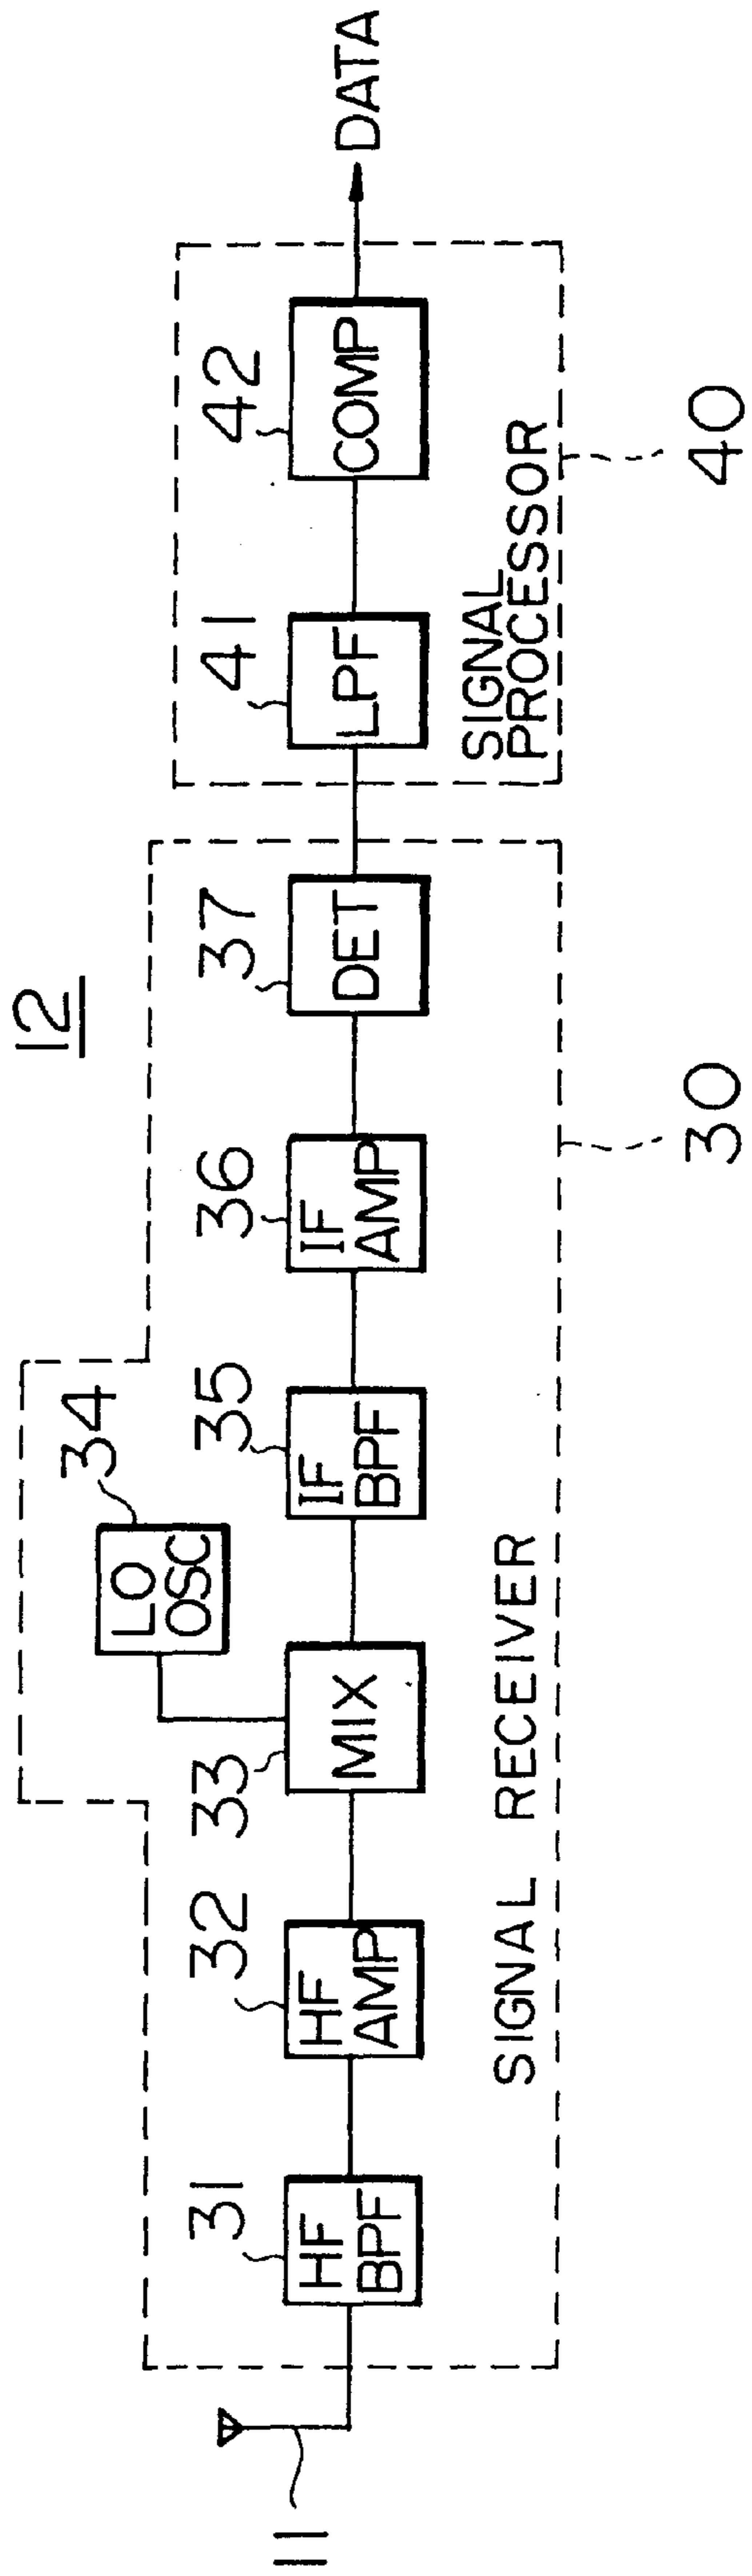 12
34
LO
OSC
31
32
33
35
36
37
41
42
HF
BPF
HF
AMP
MIX
IF
BPF
IF
AMP
DET
LPF
COMP
DATA
11
SIGNAL RECEIVER
SIGNAL
PROCESSOR
30
40